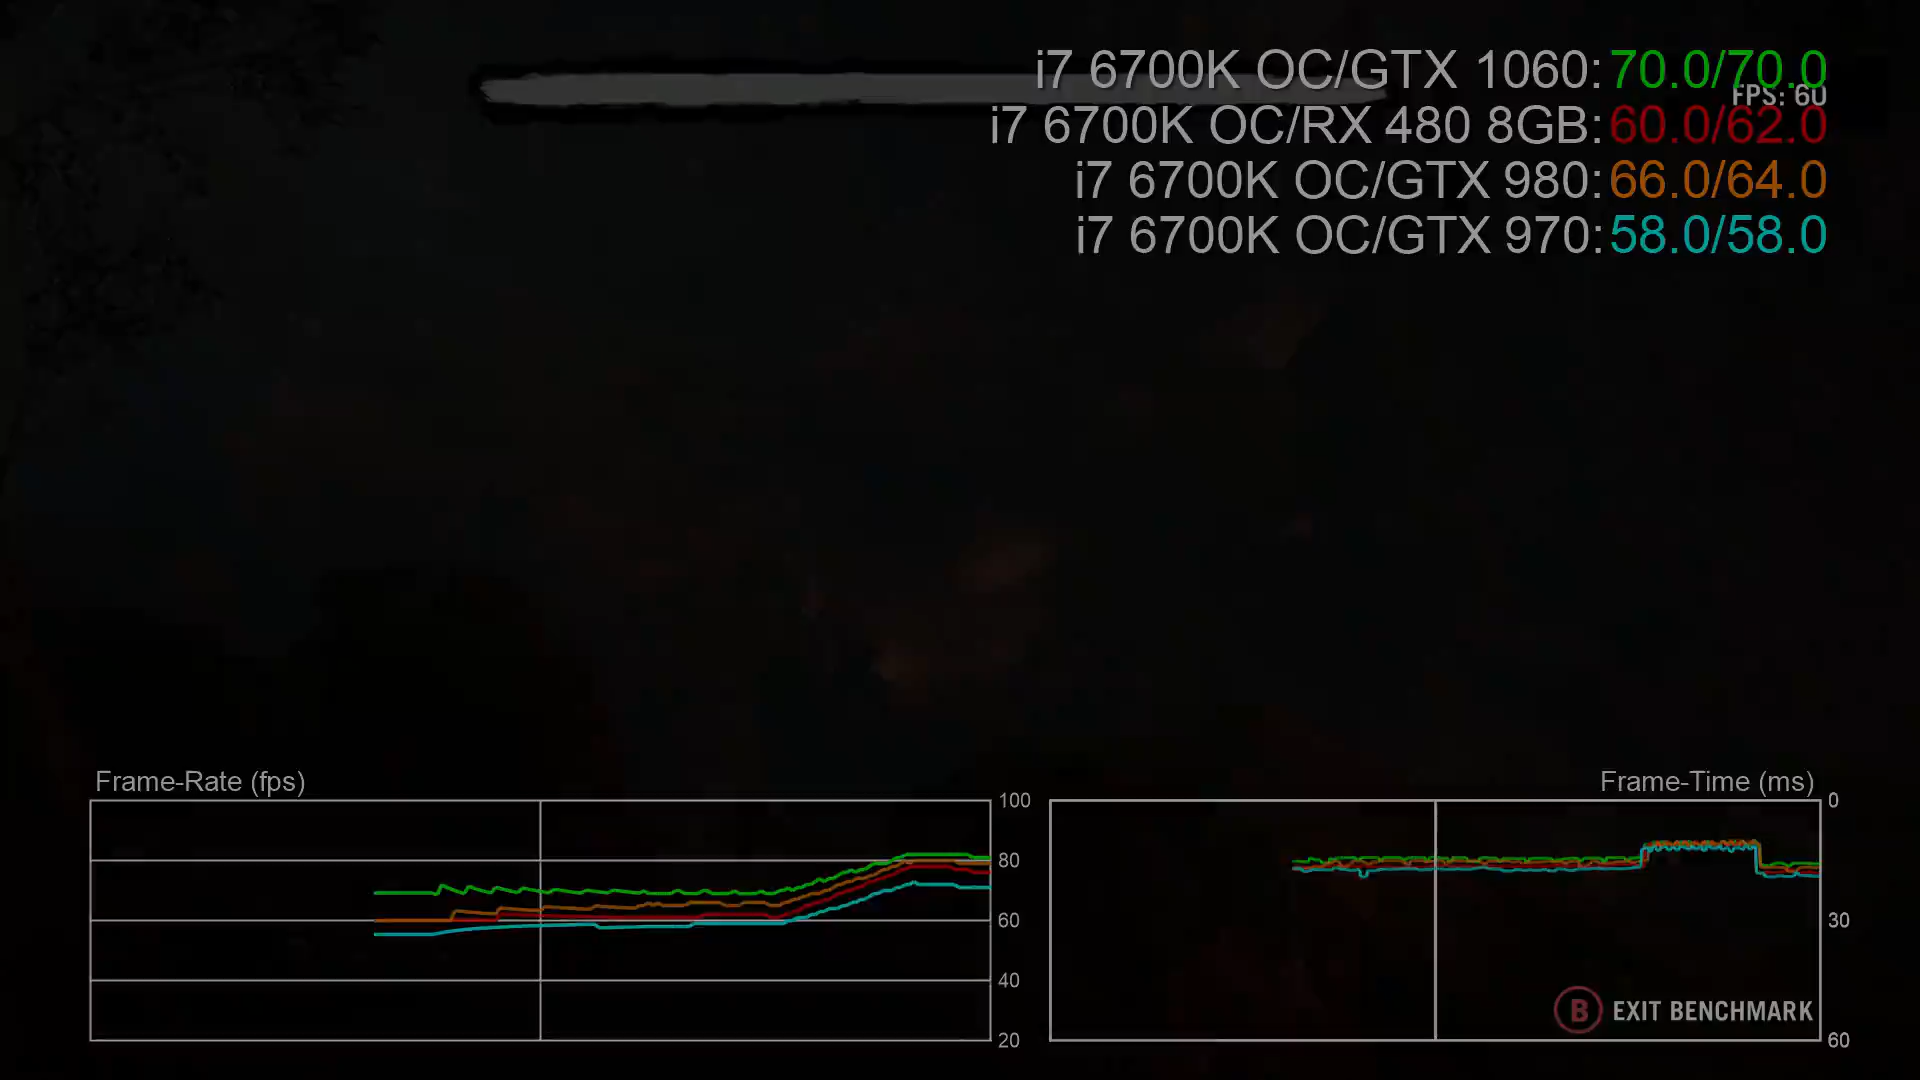 i7 6700K OC/GTX 1060: 70.0/70.0
FPS: 60
i7 6700K OC/RX 480 8GB: 60.0/62.0
i7 6700K OC/GTX 980: 66.0/64.0
i7 6700K OC/GTX 970: 58.0/58.0
Frame-Rate (fps)
100
80
60
40
20
Frame-Time (ms)
0
30
60
B EXIT BENCHMARK